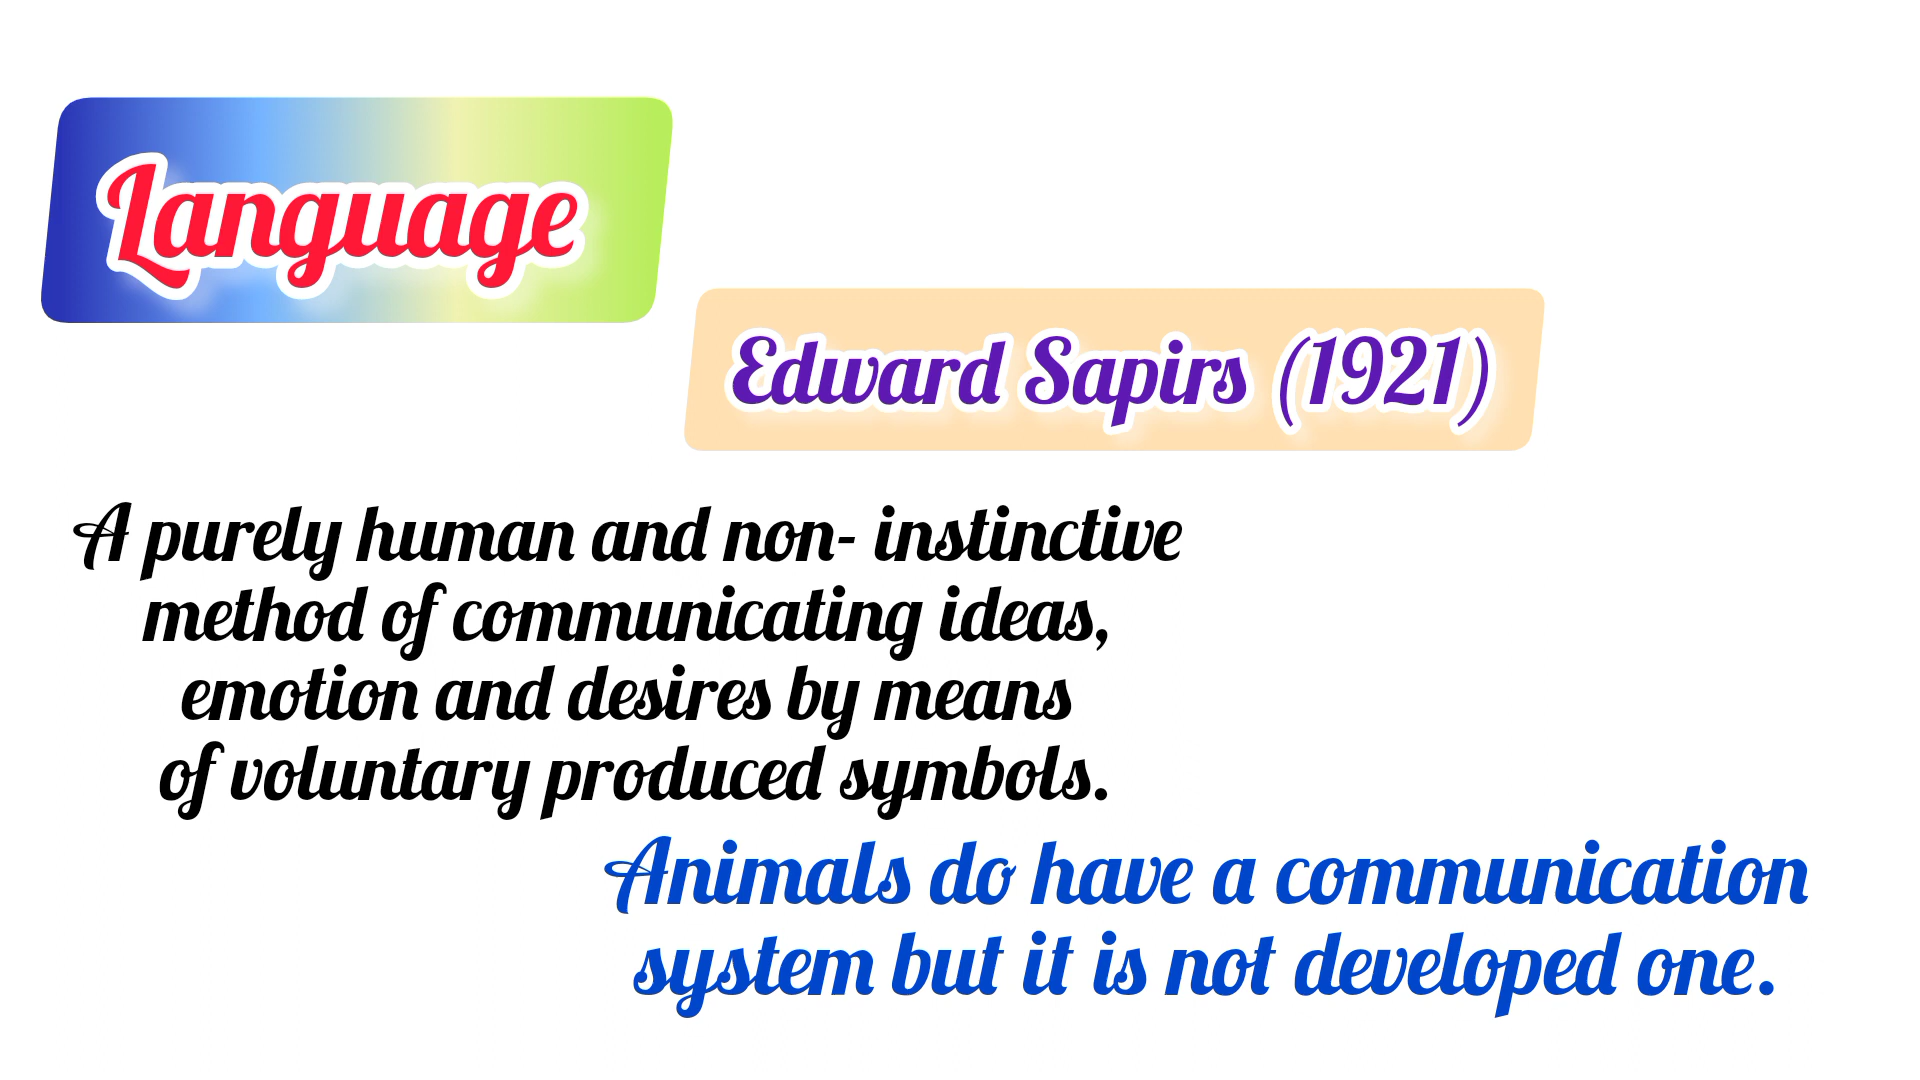 Language
Edward Sapirs (1921)
A purely human and non- instinctive
method of communicating ideas,
emotion and desires by means
of voluntary produced symbols.
Animals do have a communication
system but it is not developed one.